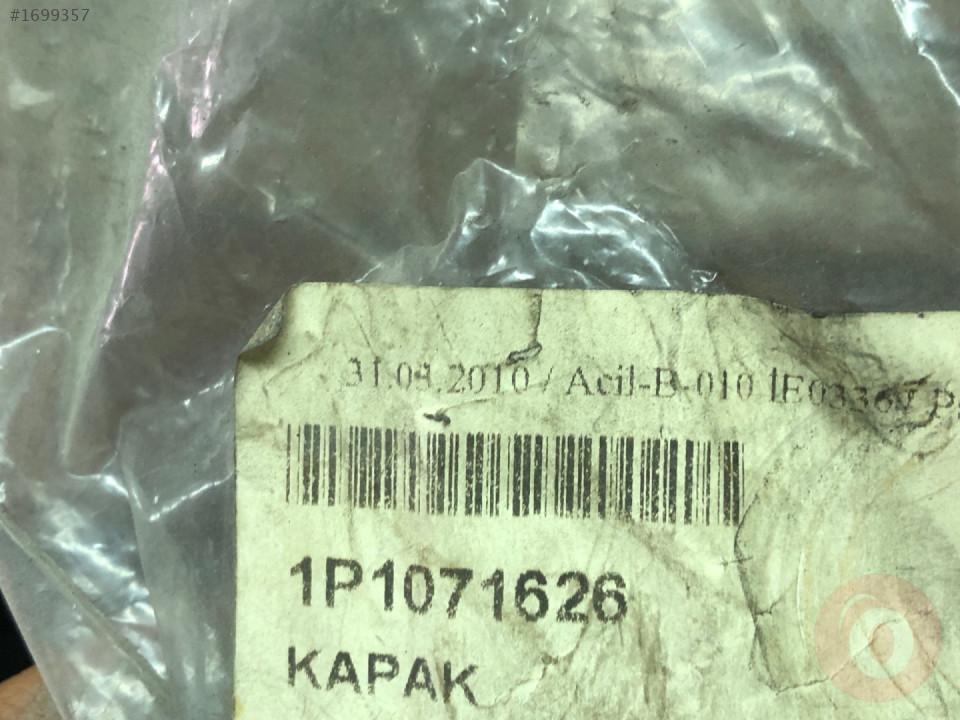 #1699357
31.08.2010 / Acil-B-010
1P1071626
KAPAK